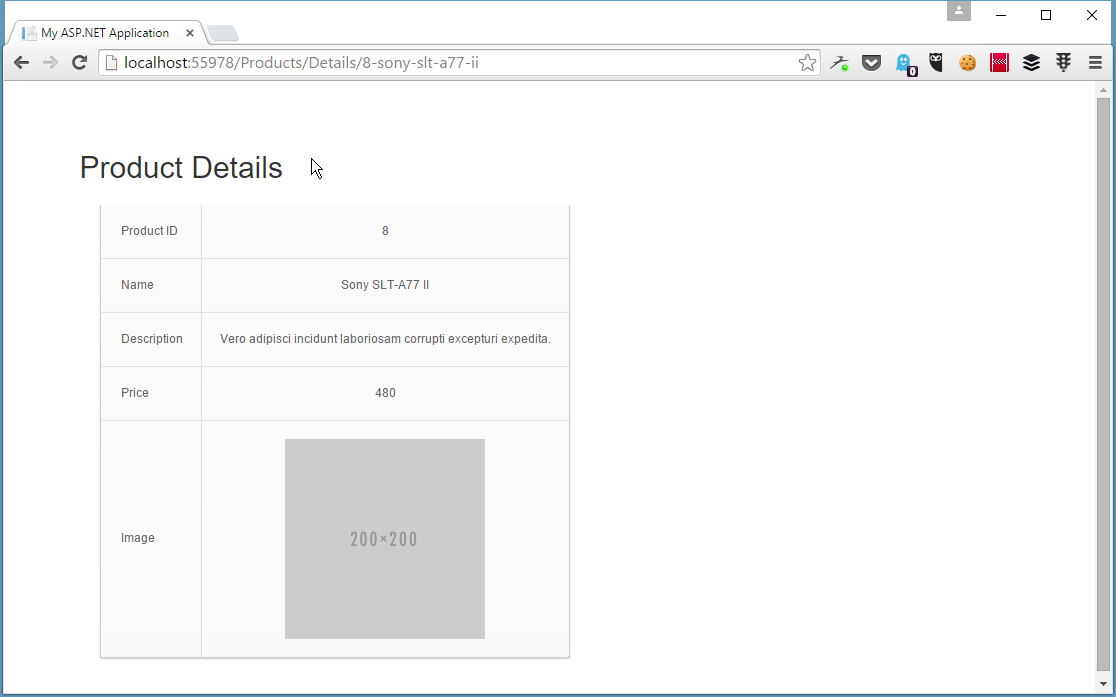 My ASP.NET Application
localhost:55978/Products/Details/8-sony-slt-a77-ii
0
Product Details
Product ID 8
Name Sony SLT-A77 II
Description Vero adipisci incidunt laboriosam corrupti excepturi expedita.
Price 480
Image 200×200